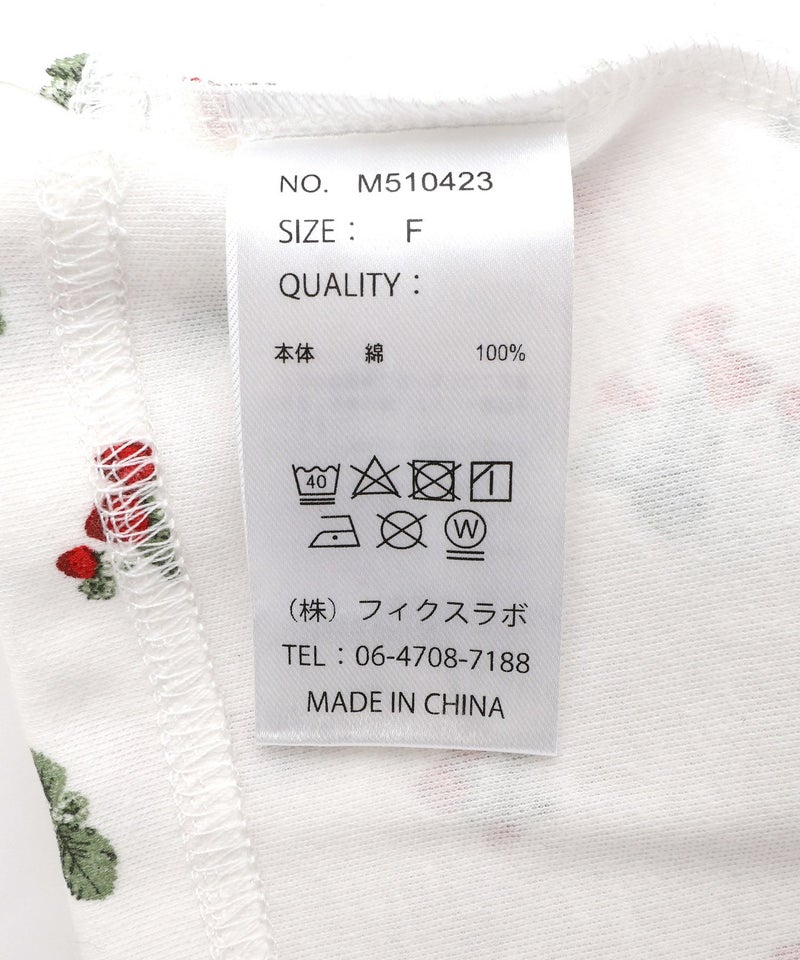 NO. M510423
SIZE： F
QUALITY：
本体 綿 100%
40
W
（株）フィクスラボ
TEL：06-4708-7188
MADE IN CHINA